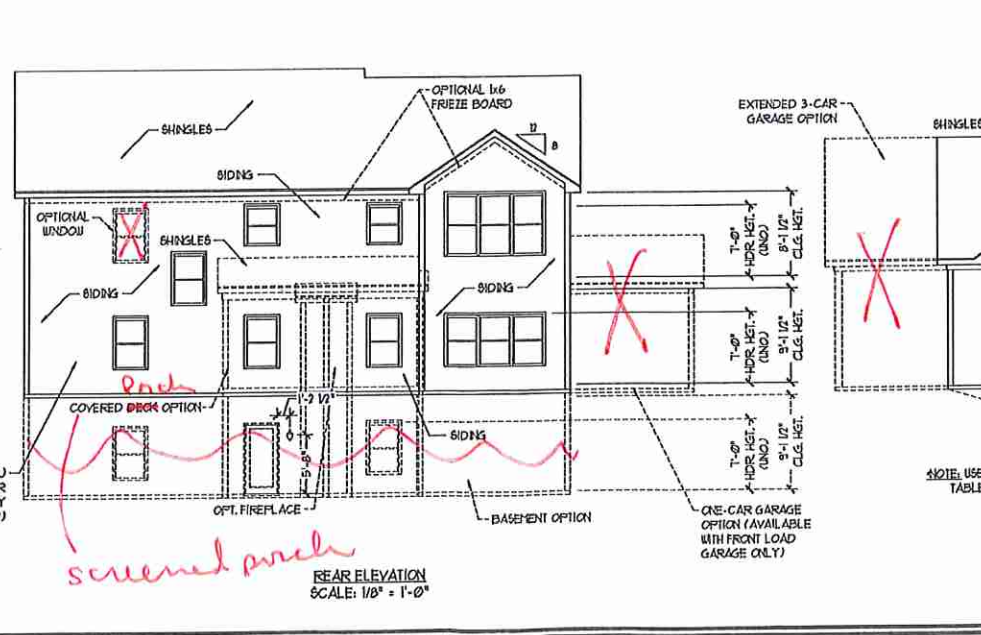 OPTIONAL 1x6
FRIEZE BOARD
EXTENDED 3-CAR
GARAGE OPTION
SHINGLES
SHINGLES
12
8
SIDING
OPTIONAL
WINDOW
SHINGLES
SIDING
SIDING
7'-0"
HDR. HGT.
(UNO)
8'-1 1/2"
CLG. HGT.
7'-0"
HDR. HGT.
(UNO)
9'-1 1/2"
CLG. HGT.
Porch
COVERED DECK OPTION
1'-2 1/2"
SIDING
5'-8"
7'-0"
HDR. HGT.
(UNO)
9'-1 1/2"
CLG. HGT.
NOTE: USE
TABLE
OPT. FIREPLACE
BASEMENT OPTION
ONE-CAR GARAGE
OPTION (AVAILABLE
WITH FRONT LOAD
GARAGE ONLY)
screened porch
REAR ELEVATION
SCALE: 1/8" = 1'-0"